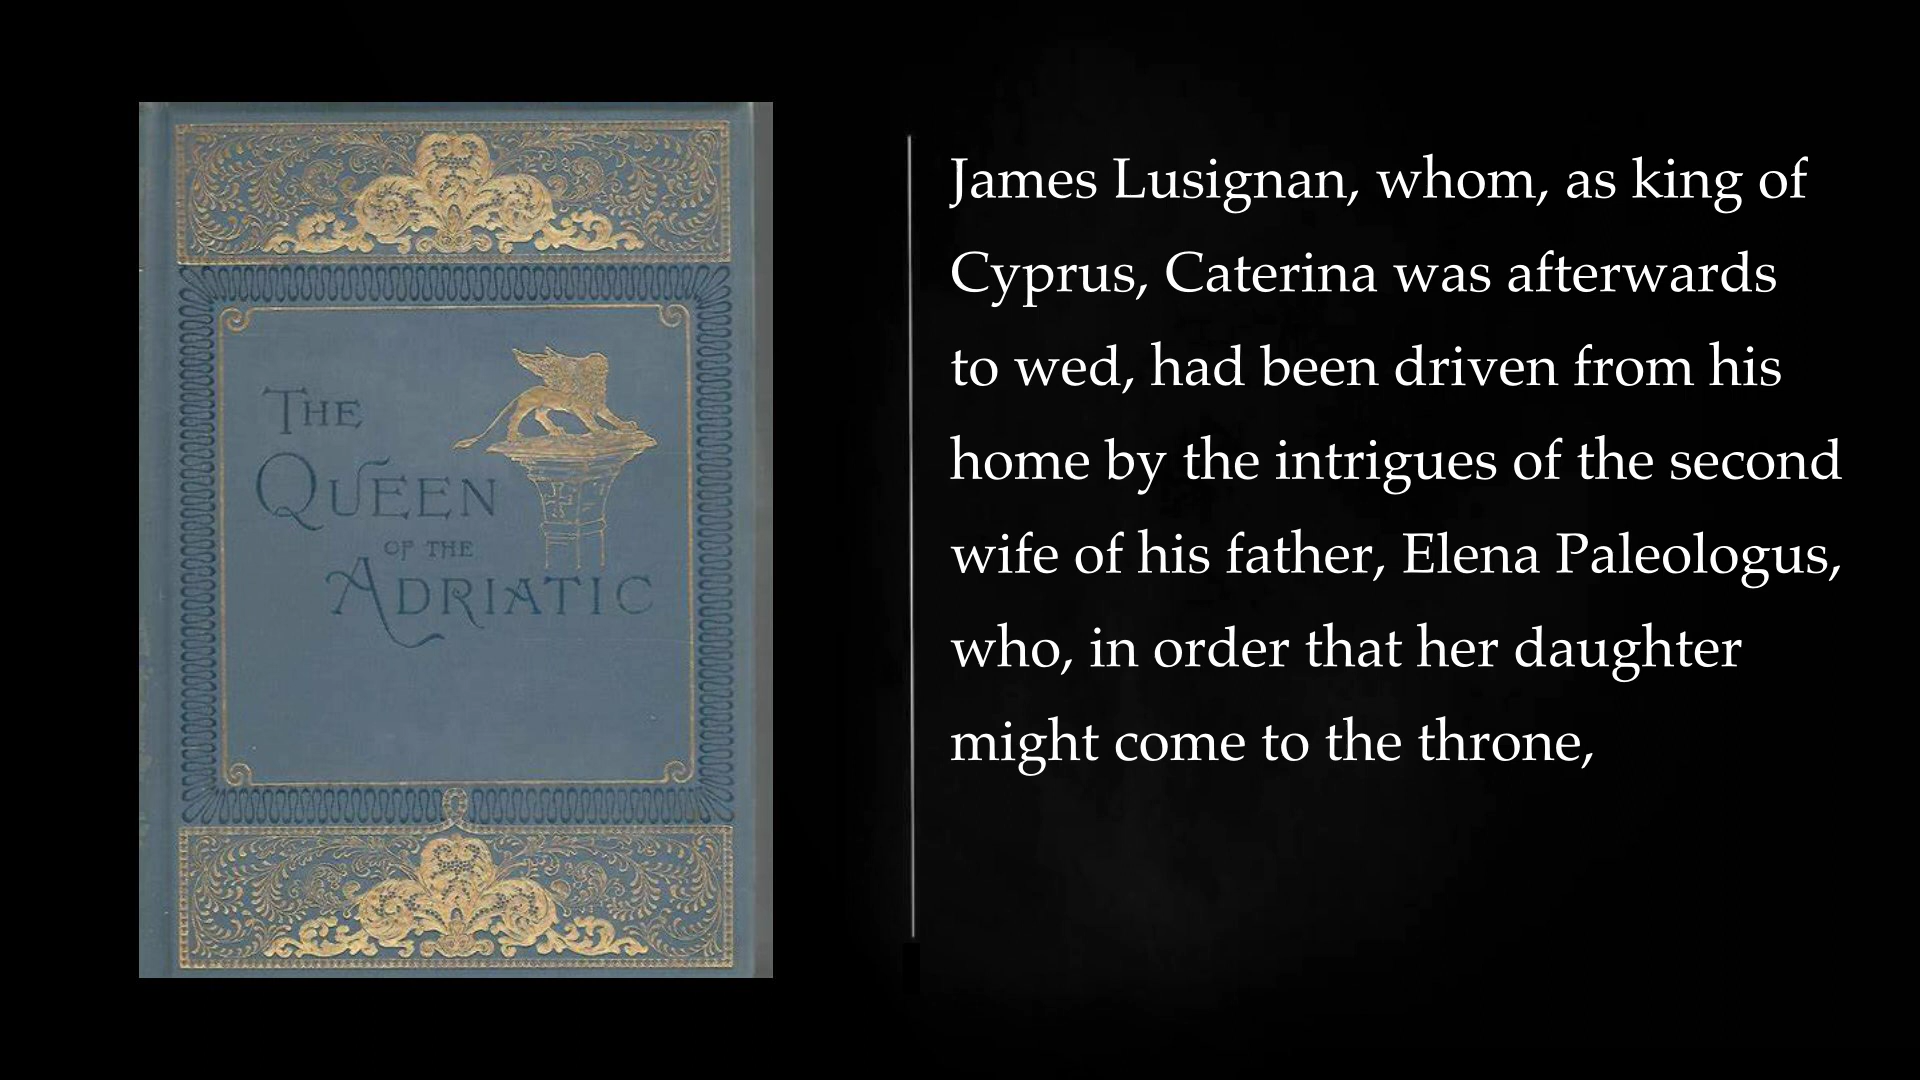 THE
QUEEN
OF THE
ADRIATIC
James Lusignan, whom, as king of
Cyprus, Caterina was afterwards
to wed, had been driven from his
home by the intrigues of the second
wife of his father, Elena Paleologus,
who, in order that her daughter
might come to the throne,